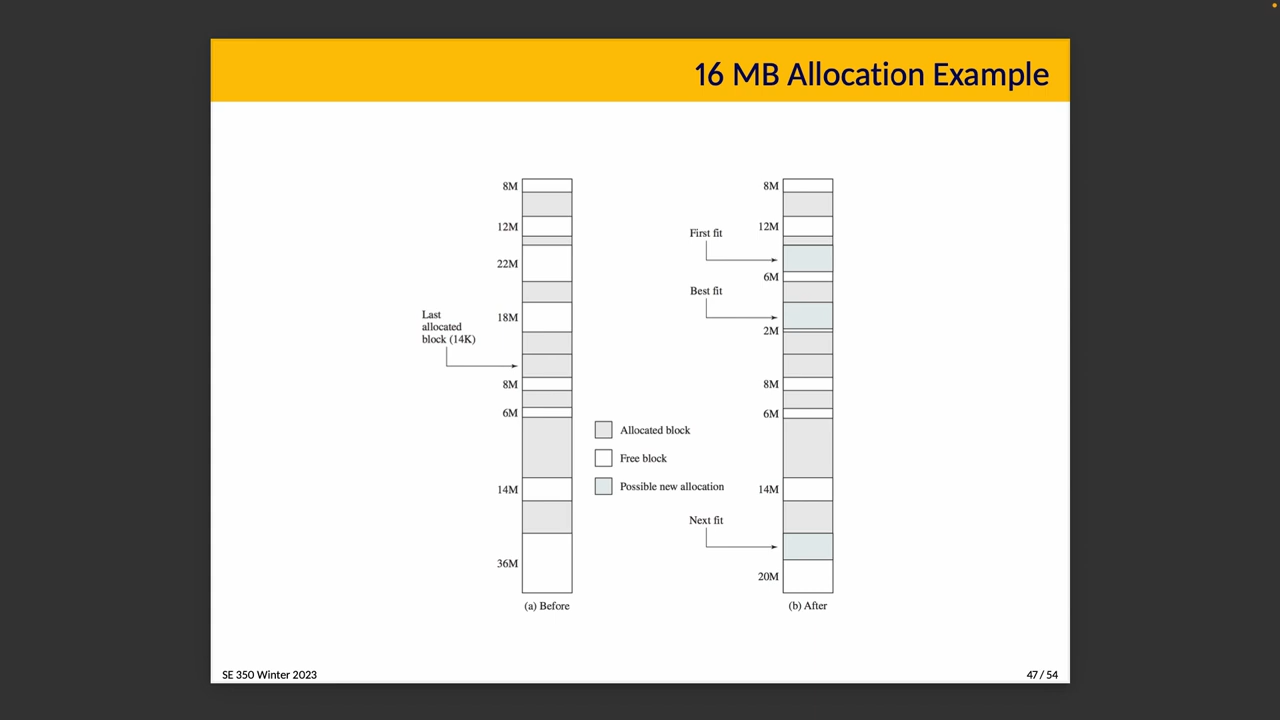 16 MB Allocation Example
8M
12M
22M
18M
Last
allocated
block (14K)
8M
6M
14M
36M
(a) Before
Allocated block
Free block
Possible new allocation
8M
12M
First fit
6M
Best fit
2M
8M
6M
14M
Next fit
20M
(b) After
SE 350 Winter 2023
47 / 54